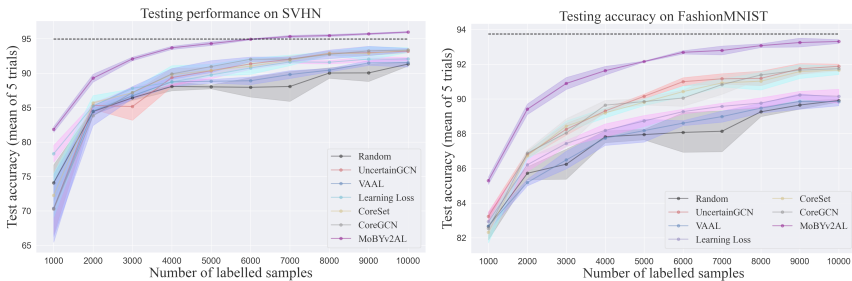 Testing performance on SVHN
Test accuracy (mean of 5 trials)
100
95
90
85
80
75
70
65
Random
UncertainGCN
VAAL
Learning Loss
CoreSet
CoreGCN
MoBYv2AL
1000 2000 3000 4000 5000 6000 7000 8000 9000 10000
Number of labelled samples
Testing accuracy on FashionMNIST
Test accuracy (mean of 5 trials)
94
92
90
88
86
84
82
Random CoreSet
UncertainGCN CoreGCN
VAAL MoBYv2AL
Learning Loss
1000 2000 3000 4000 5000 6000 7000 8000 9000 10000
Number of labelled samples